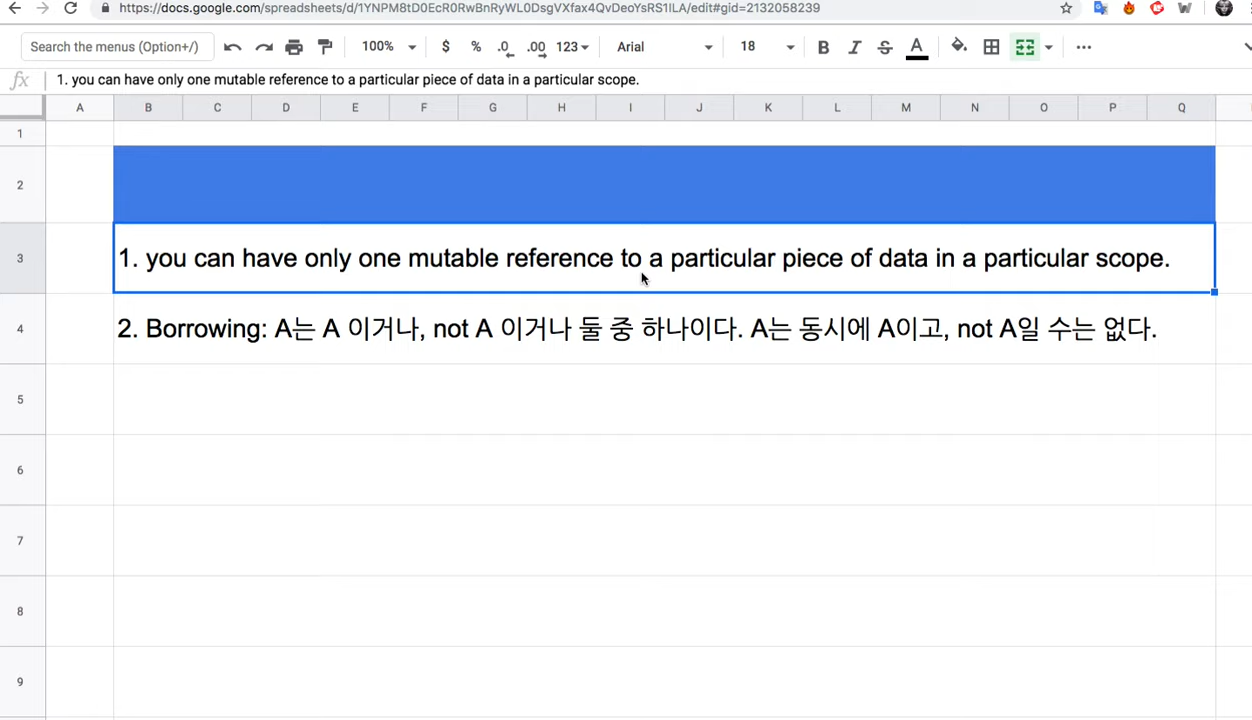 https://docs.google.com/spreadsheets/d/1YNPM8tD0EcR0RwBnRyWL0DsgVXfax4QvDeoYsRS1ILA/edit#gid=2132058239
Search the menus (Option+/) 100% $ % .0 .00 123 Arial 18 B I S A
fx 1. you can have only one mutable reference to a particular piece of data in a particular scope.
A B C D E F G H I J K L M N O P Q
1
2
3 1. you can have only one mutable reference to a particular piece of data in a particular scope.
4 2. Borrowing: A는 A 이거나, not A 이거나 둘 중 하나이다. A는 동시에 A이고, not A일 수는 없다.
5
6
7
8
9